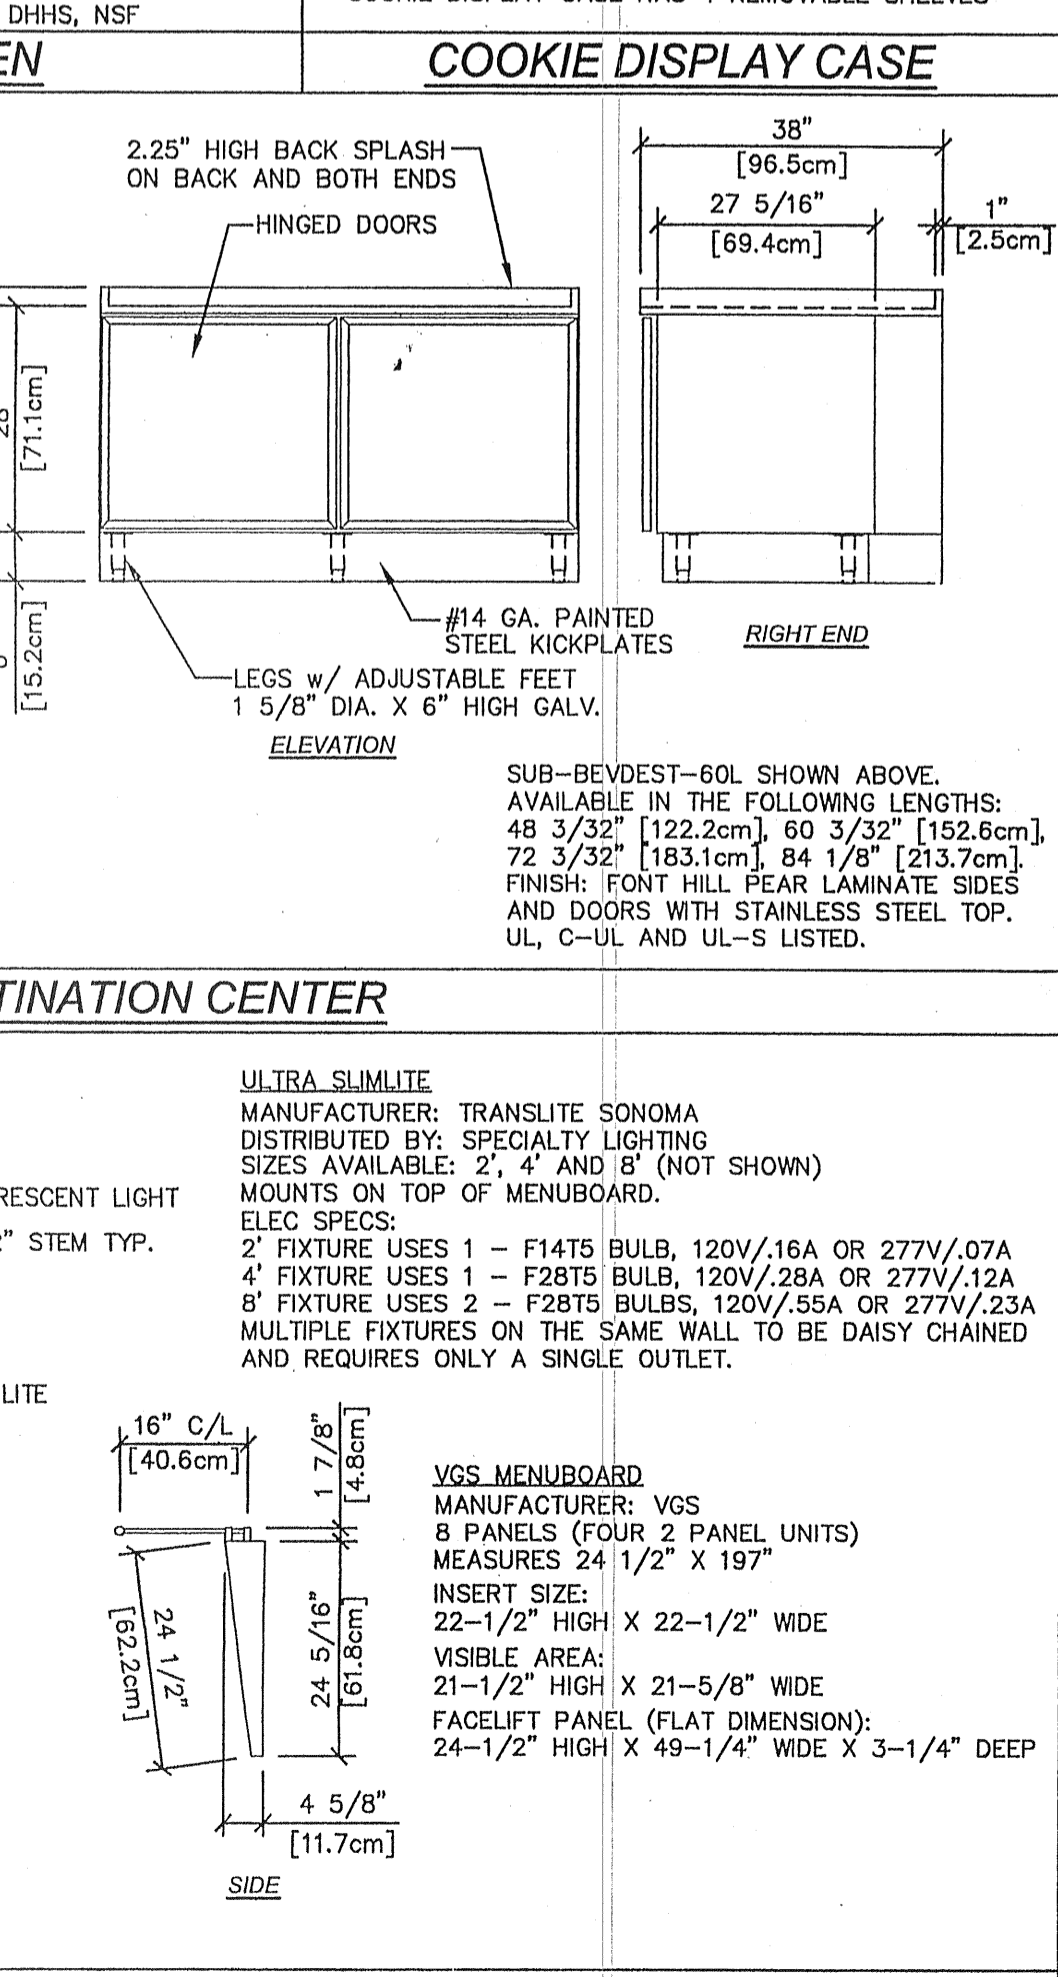 DHHS, NSF
EN
COOKIE DISPLAY CASE
2.25" HIGH BACK SPLASH
ON BACK AND BOTH ENDS
HINGED DOORS
38"
[96.5cm]
27 5/16"
[69.4cm]
1"
[2.5cm]
[71.1cm]
[15.2cm]
#14 GA. PAINTED
STEEL KICKPLATES
LEGS w/ ADJUSTABLE FEET
1 5/8" DIA. X 6" HIGH GALV.
ELEVATION
RIGHT END
SUB-BEVDEST-60L SHOWN ABOVE.
AVAILABLE IN THE FOLLOWING LENGTHS:
48 3/32" [122.2cm], 60 3/32" [152.6cm],
72 3/32" [183.1cm], 84 1/8" [213.7cm].
FINISH: FONT HILL PEAR LAMINATE SIDES
AND DOORS WITH STAINLESS STEEL TOP.
UL, C-UL AND UL-S LISTED.
TINATION CENTER
ULTRA SLIMLITE
MANUFACTURER: TRANSLITE SONOMA
DISTRIBUTED BY: SPECIALTY LIGHTING
SIZES AVAILABLE: 2', 4' AND 8' (NOT SHOWN)
MOUNTS ON TOP OF MENUBOARD.
ELEC SPECS:
2' FIXTURE USES 1 - F14T5 BULB, 120V/.16A OR 277V/.07A
4' FIXTURE USES 1 - F28T5 BULB, 120V/.28A OR 277V/.12A
8' FIXTURE USES 2 - F28T5 BULBS, 120V/.55A OR 277V/.23A
MULTIPLE FIXTURES ON THE SAME WALL TO BE DAISY CHAINED
AND REQUIRES ONLY A SINGLE OUTLET.
RESCENT LIGHT
" STEM TYP.
LITE
16" C/L
[40.6cm]
1 7/8"
[4.8cm]
24 1/2"
[62.2cm]
24 5/16"
[61.8cm]
4 5/8"
[11.7cm]
SIDE
VGS MENUBOARD
MANUFACTURER: VGS
8 PANELS (FOUR 2 PANEL UNITS)
MEASURES 24 1/2" X 197"
INSERT SIZE:
22-1/2" HIGH X 22-1/2" WIDE
VISIBLE AREA:
21-1/2" HIGH X 21-5/8" WIDE
FACELIFT PANEL (FLAT DIMENSION):
24-1/2" HIGH X 49-1/4" WIDE X 3-1/4" DEEP